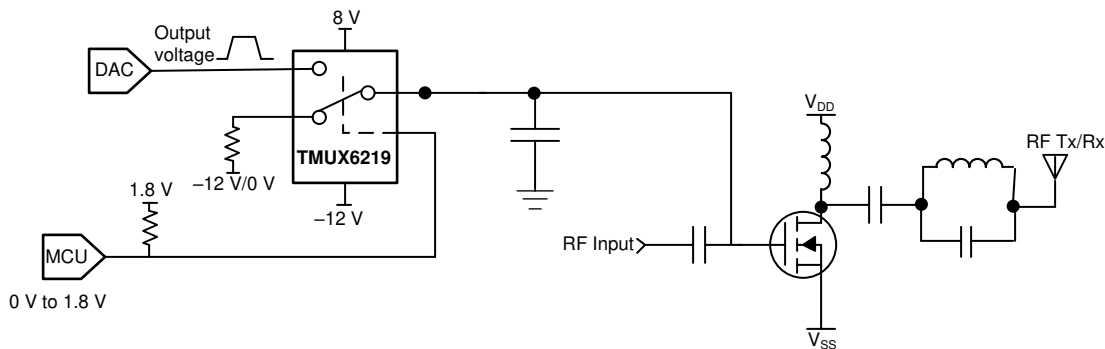 8 V
Output
voltage
DAC
TMUX6219
–12 V/0 V
–12 V
1.8 V
MCU
0 V to 1.8 V
RF Input
V_DD
V_SS
RF Tx/Rx